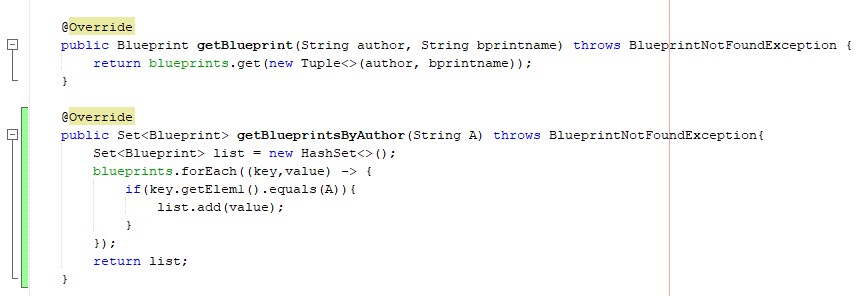 @Override
public Blueprint getBlueprint(String author, String bprintname) throws BlueprintNotFoundException {
return blueprints.get(new Tuple<>(author, bprintname));
}
@Override
public Set<Blueprint> getBlueprintsByAuthor(String A) throws BlueprintNotFoundException{
Set<Blueprint> list = new HashSet<>();
blueprints.forEach((key,value) -> {
if(key.getElem1().equals(A)){
list.add(value);
}
});
return list;
}